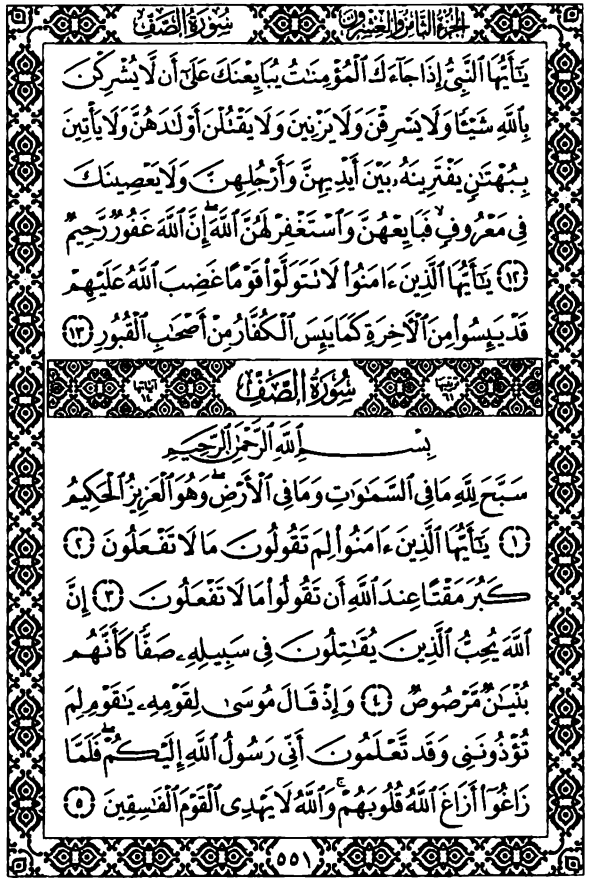 الجزء الثامن والعشرون سورة الصف
يَـٰٓأَيُّهَا ٱلنَّبِىُّ إِذَا جَآءَكَ ٱلْمُؤْمِنَـٰتُ يُبَايِعْنَكَ عَلَىٰٓ أَن لَّا يُشْرِكْنَ
بِٱللَّهِ شَيْـًٔا وَلَا يَسْرِقْنَ وَلَا يَزْنِينَ وَلَا يَقْتُلْنَ أَوْلَـٰدَهُنَّ وَلَا يَأْتِينَ
بِبُهْتَـٰنٍ يَفْتَرِينَهُۥ بَيْنَ أَيْدِيهِنَّ وَأَرْجُلِهِنَّ وَلَا يَعْصِينَكَ
فِى مَعْرُوفٍ ۙ فَبَايِعْهُنَّ وَٱسْتَغْفِرْ لَهُنَّ ٱللَّهَ ۖ إِنَّ ٱللَّهَ غَفُورٌ رَّحِيمٌ
١٢ يَـٰٓأَيُّهَا ٱلَّذِينَ ءَامَنُوا۟ لَا تَتَوَلَّوْا۟ قَوْمًا غَضِبَ ٱللَّهُ عَلَيْهِمْ
قَدْ يَئِسُوا۟ مِنَ ٱلْـَٔاخِرَةِ كَمَا يَئِسَ ٱلْكُفَّارُ مِنْ أَصْحَـٰبِ ٱلْقُبُورِ ١٣
ترتيبها ٦١ سُورَةُ الصَّفِّ آياتها ١٤
بِسْمِ ٱللَّهِ ٱلرَّحْمَـٰنِ ٱلرَّحِيمِ
سَبَّحَ لِلَّهِ مَا فِى ٱلسَّمَـٰوَٰتِ وَمَا فِى ٱلْأَرْضِ ۖ وَهُوَ ٱلْعَزِيزُ ٱلْحَكِيمُ
١ يَـٰٓأَيُّهَا ٱلَّذِينَ ءَامَنُوا۟ لِمَ تَقُولُونَ مَا لَا تَفْعَلُونَ ٢
كَبُرَ مَقْتًا عِندَ ٱللَّهِ أَن تَقُولُوا۟ مَا لَا تَفْعَلُونَ ٣ إِنَّ
ٱللَّهَ يُحِبُّ ٱلَّذِينَ يُقَـٰتِلُونَ فِى سَبِيلِهِۦ صَفًّا كَأَنَّهُم
بُنْيَـٰنٌ مَّرْصُوصٌ ٤ وَإِذْ قَالَ مُوسَىٰ لِقَوْمِهِۦ يَـٰقَوْمِ لِمَ
تُؤْذُونَنِى وَقَد تَّعْلَمُونَ أَنِّى رَسُولُ ٱللَّهِ إِلَيْكُمْ ۖ فَلَمَّا
زَاغُوٓا۟ أَزَاغَ ٱللَّهُ قُلُوبَهُمْ ۚ وَٱللَّهُ لَا يَهْدِى ٱلْقَوْمَ ٱلْفَـٰسِقِينَ ٥
٥٥١